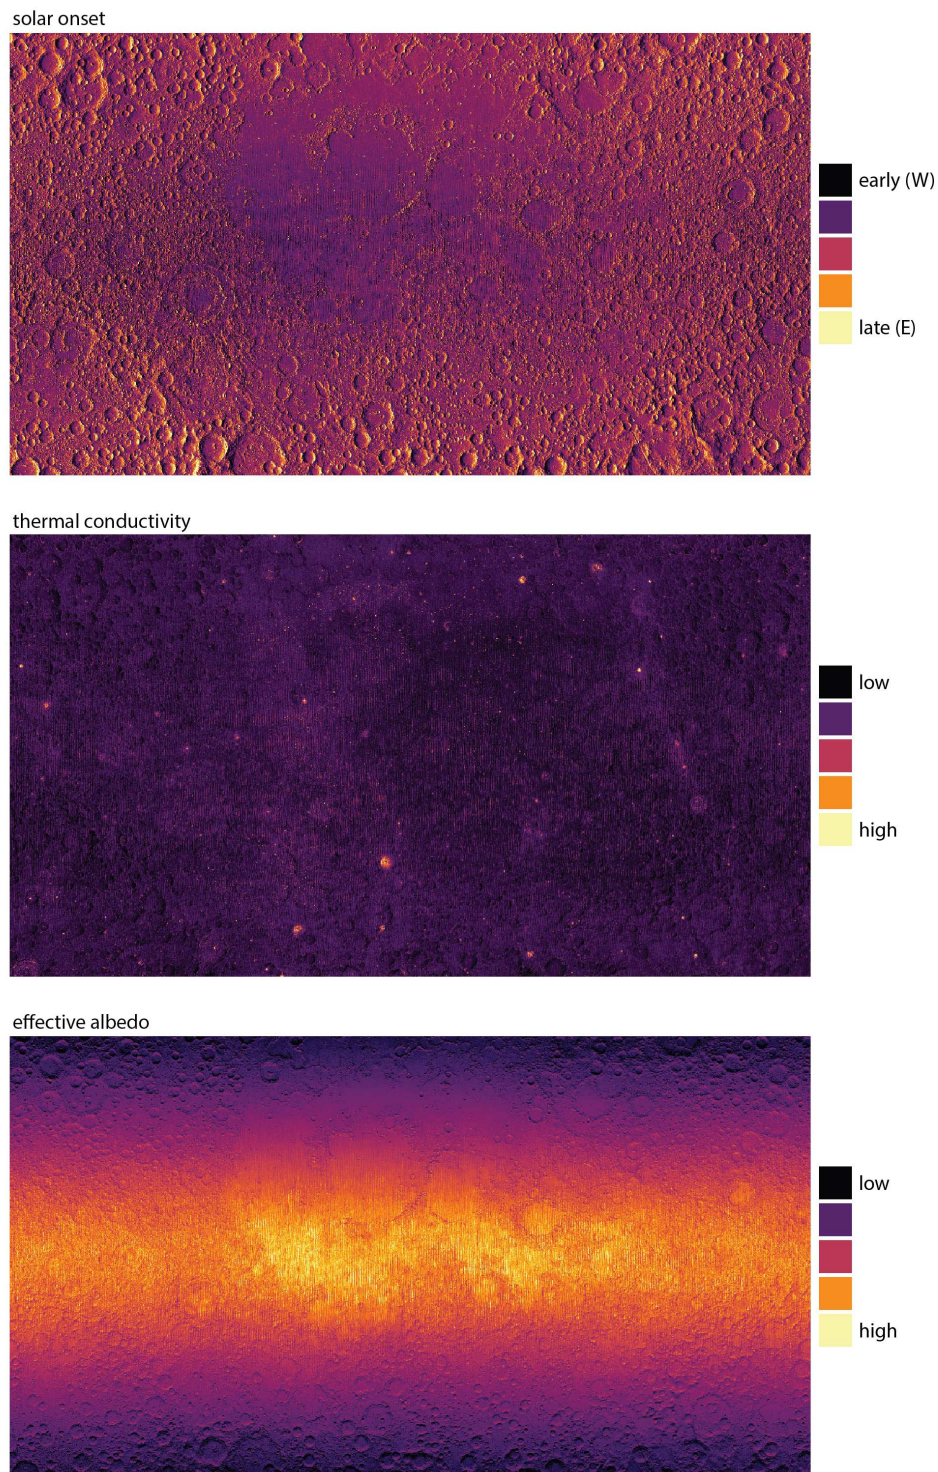 solar onset
early (W)
late (E)
thermal conductivity
low
high
effective albedo
low
high